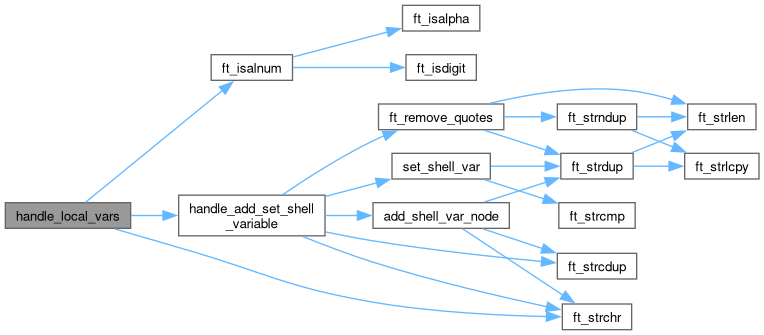 handle_local_vars
ft_isalnum
ft_isalpha
ft_isdigit
handle_add_set_shell
_variable
ft_remove_quotes
set_shell_var
add_shell_var_node
ft_strndup
ft_strdup
ft_strcmp
ft_strcdup
ft_strchr
ft_strlen
ft_strlcpy